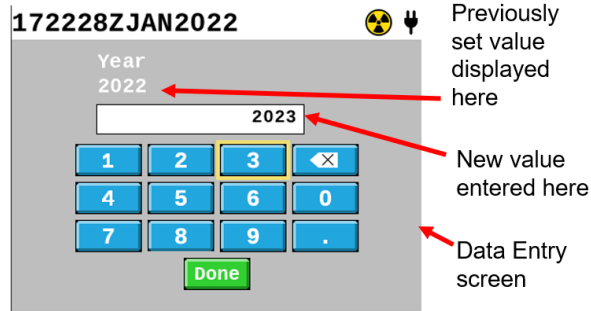 172228ZJAN2022
Year
2022
2023
1 2 3
4 5 6 0
7 8 9 .
Done
Previously
set value
displayed
here
New value
entered here
Data Entry
screen